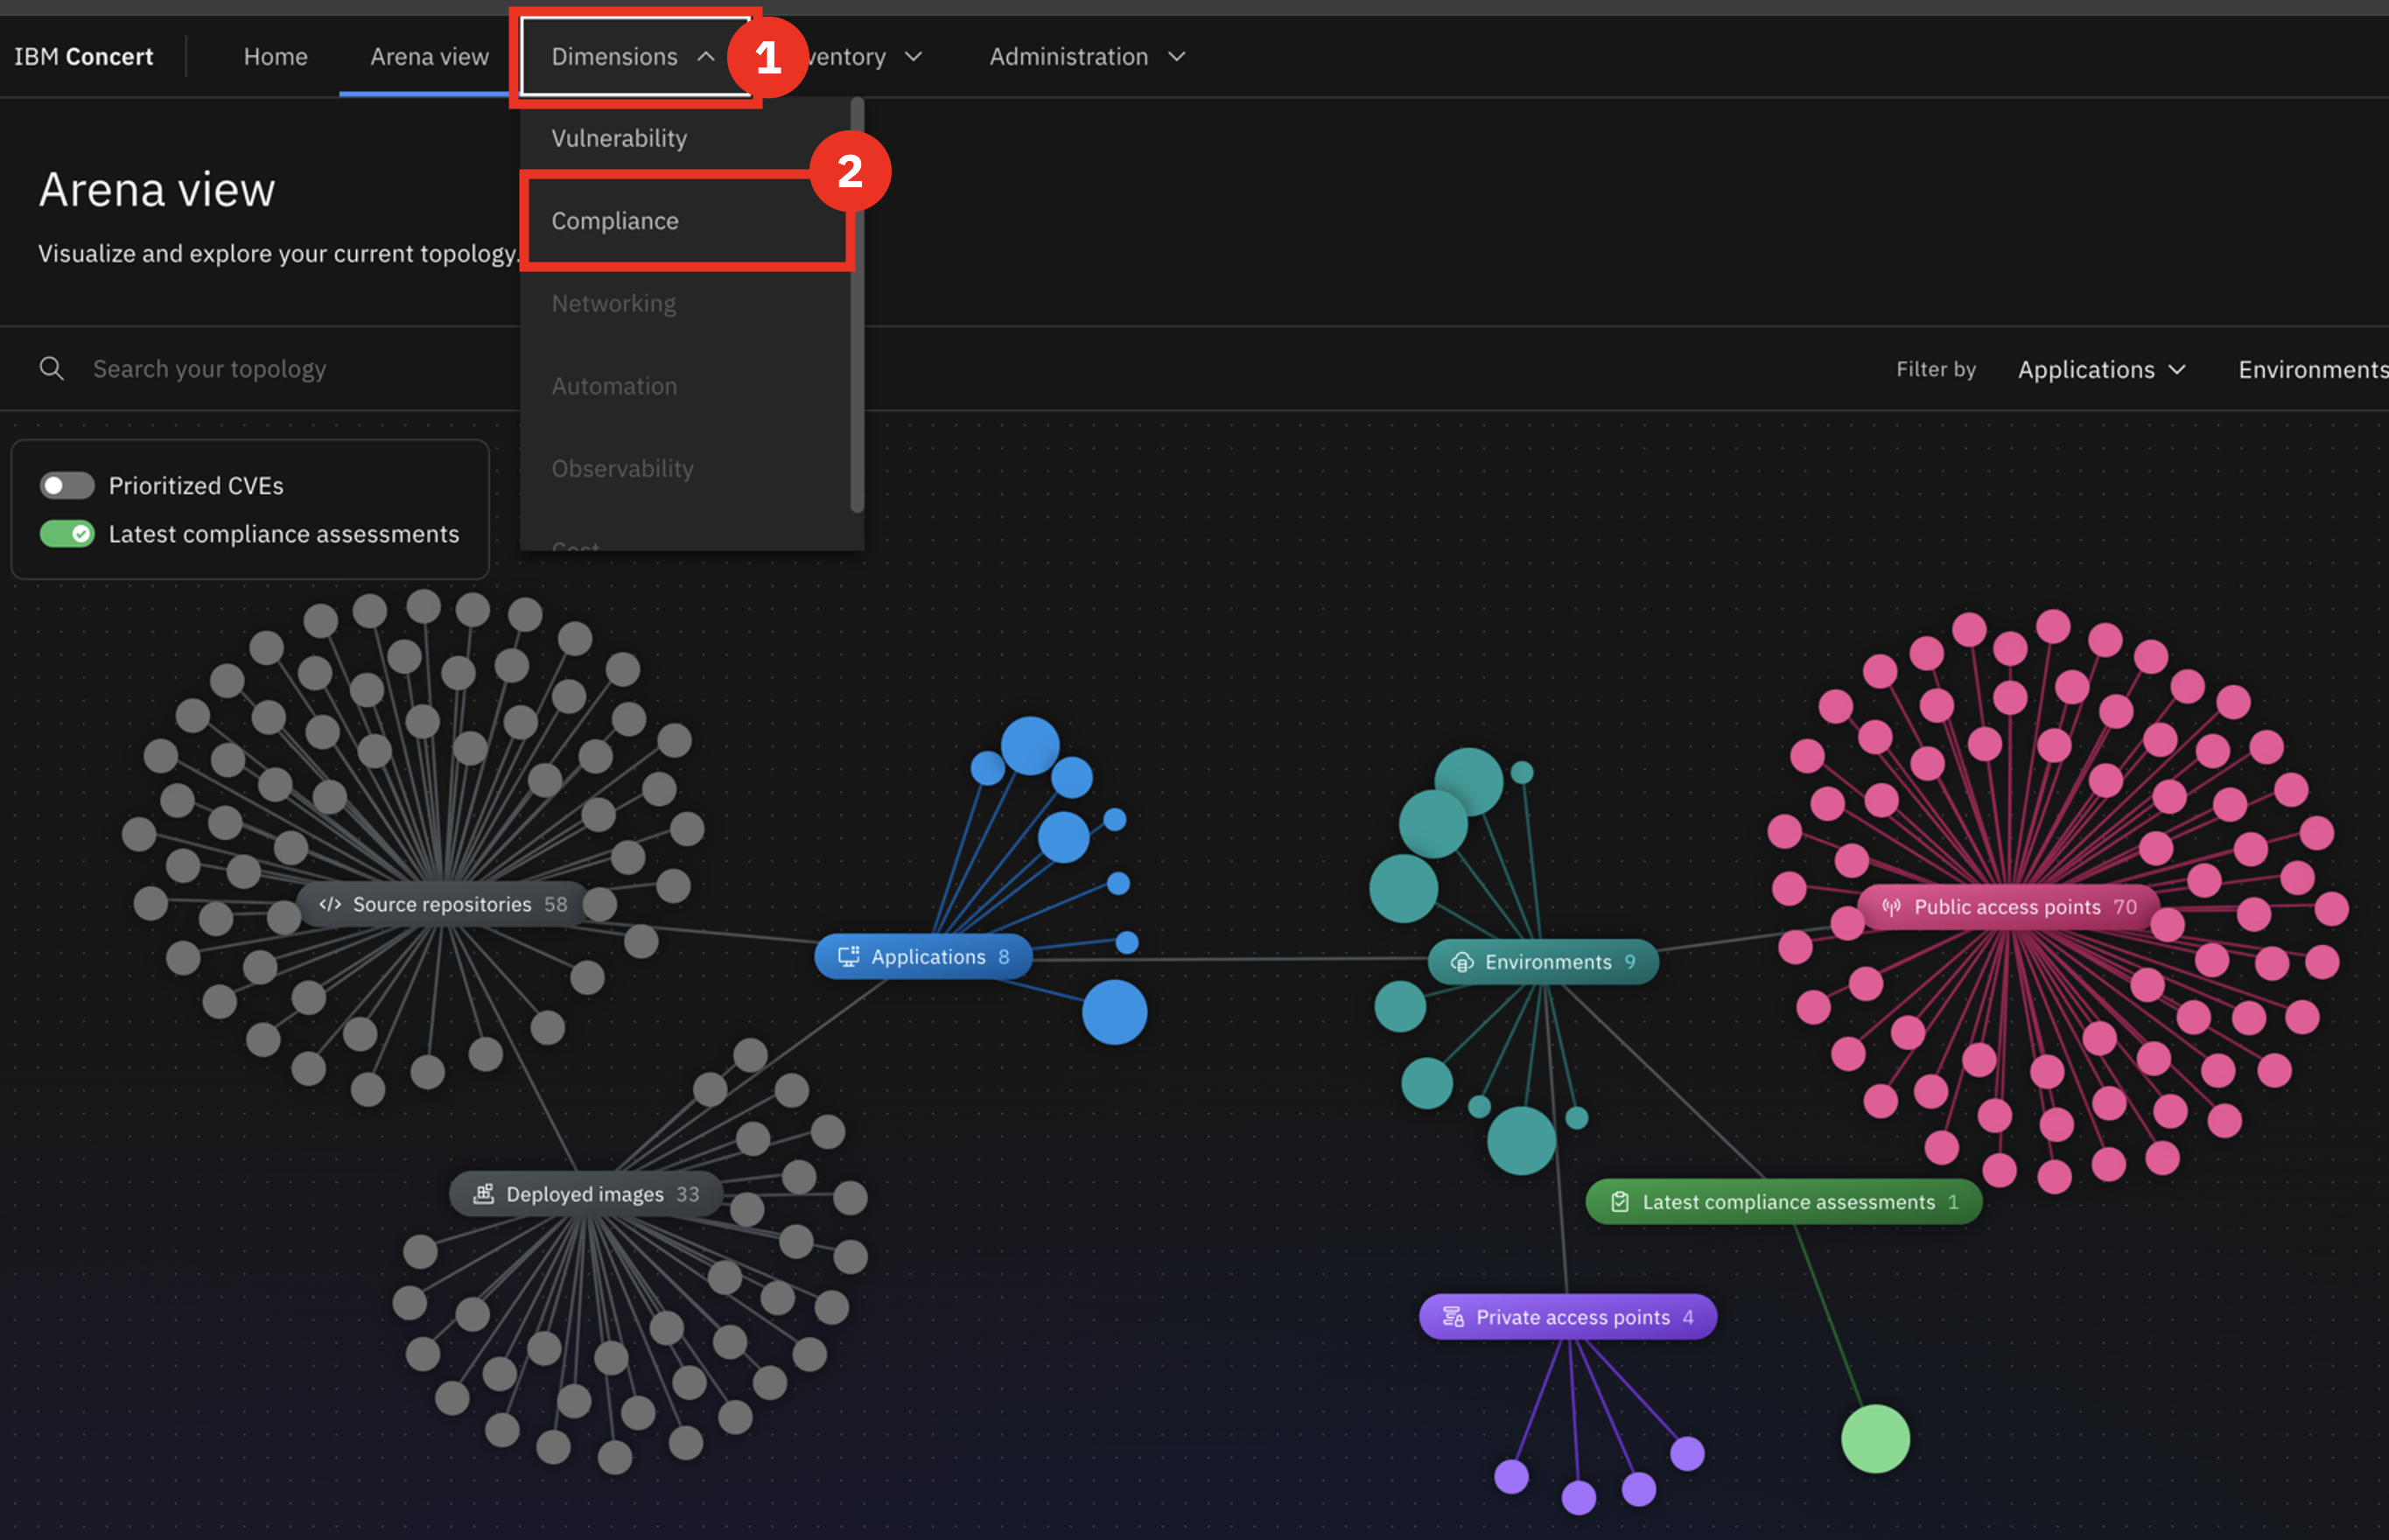 IBM Concert
Home
Arena view
Dimensions
1
ventory
Administration
Vulnerability
2
Compliance
Networking
Automation
Observability
Cost
Arena view
Visualize and explore your current topology.
Search your topology
Filter by
Applications
Environments
Prioritized CVEs
Latest compliance assessments
</> Source repositories 58
Applications 8
Environments 9
Public access points 70
Deployed images 33
Latest compliance assessments 1
Private access points 4